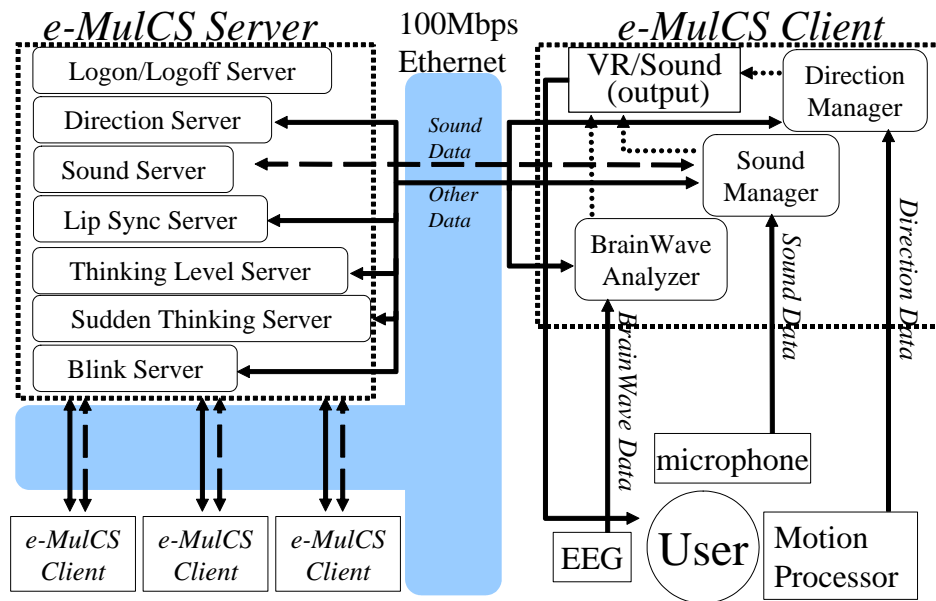 e-MulCS Server
Logon/Logoff Server
Direction Server
Sound Server
Lip Sync Server
Thinking Level Server
Sudden Thinking Server
Blink Server
100Mbps
Ethernet
Sound
Data
Other
Data
e-MulCS Client
VR/Sound
(output)
Direction
Manager
Sound
Manager
BrainWave
Analyzer
BrainWave Data
Sound Data
Direction Data
microphone
EEG
User
Motion
Processor
e-MulCS
Client
e-MulCS
Client
e-MulCS
Client